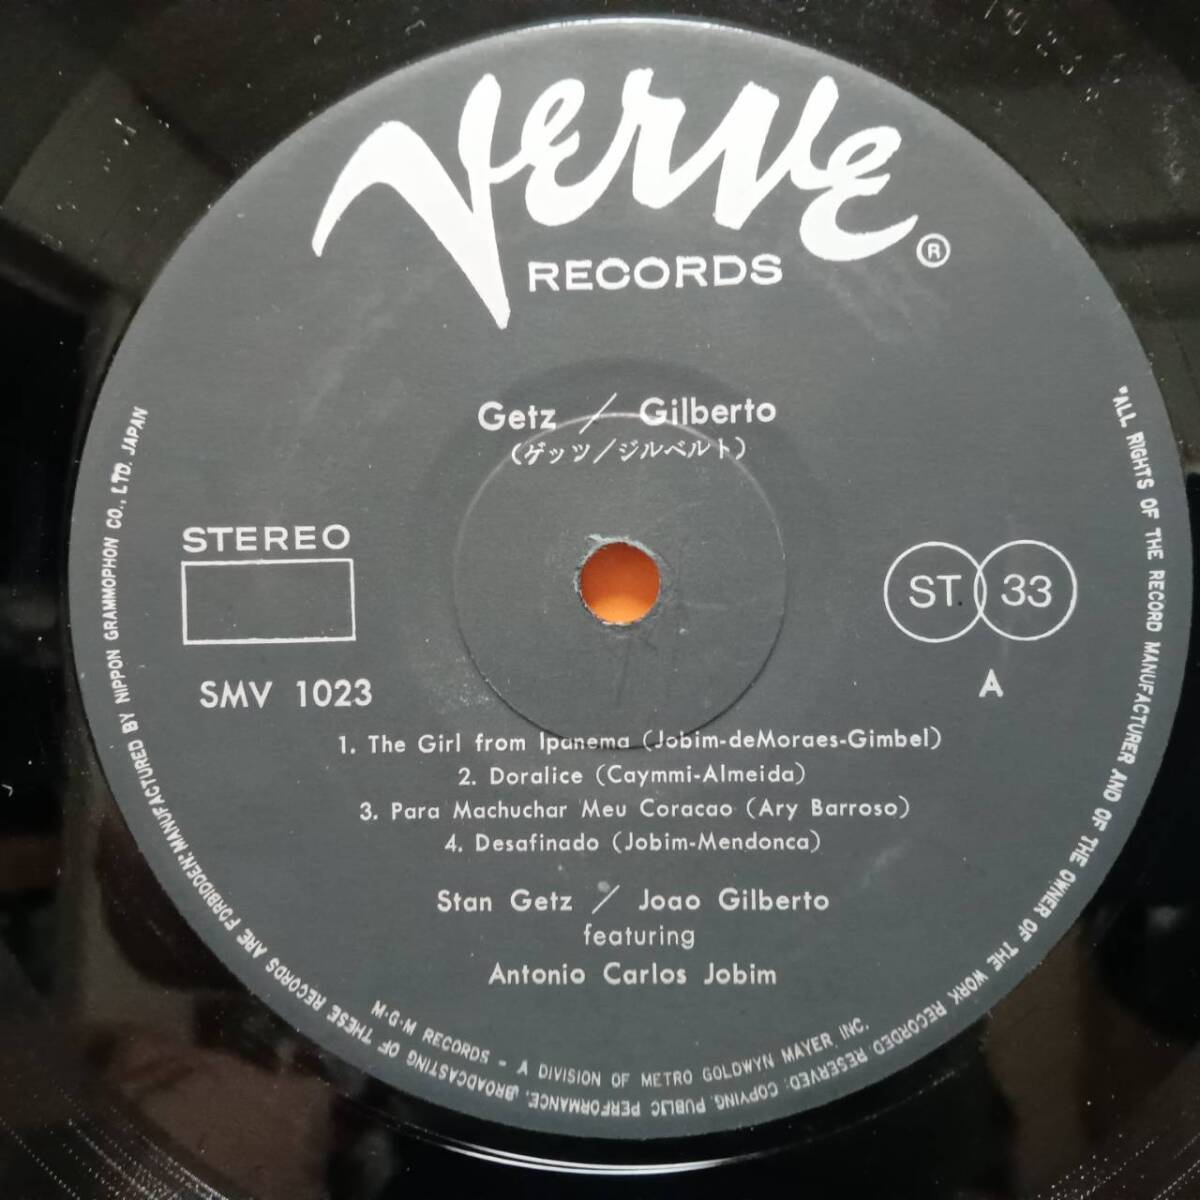 Verve
RECORDS ®
Getz / Gilberto
(ゲッツ/ジルベルト)
STEREO
ST. 33
SMV 1023
A
1. The Girl from Ipanema (Jobim-deMoraes-Gimbel)
2. Doralice (Caymmi-Almeida)
3. Para Machuchar Meu Coracao (Ary Barroso)
4. Desafinado (Jobim-Mendonca)
Stan Getz / Joao Gilberto
featuring
Antonio Carlos Jobim
M·G·M RECORDS – A DIVISION OF METRO GOLDWYN MAYER INC.
"ALL RIGHTS OF THE RECORD MANUFACTURER AND OF THE OWNER OF THE WORK RECORDED RESERVED; COPYING, PUBLIC PERFORMANCE, BROADCASTING OF THESE RECORDS ARE FORBIDDEN." MANUFACTURED BY NIPPON GRAMMOPHON CO., LTD. JAPAN